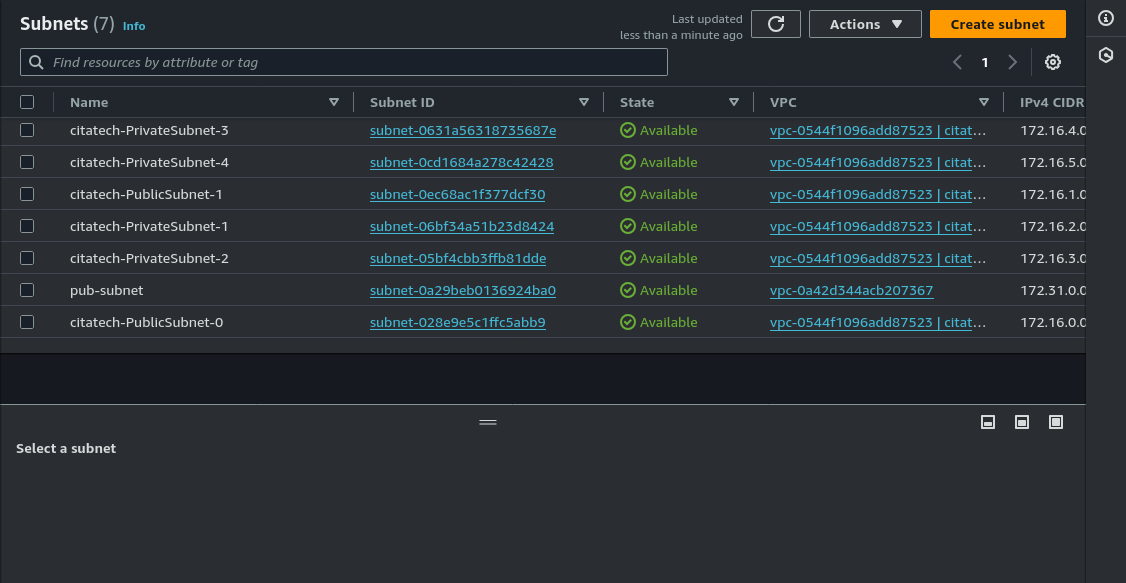 Subnets (7) Info
Last updated
less than a minute ago
Actions
Create subnet
Find resources by attribute or tag
1
Name Subnet ID State VPC IPv4 CIDR
citatech-PrivateSubnet-3 subnet-0631a56318735687e Available vpc-0544f1096add87523 | citat... 172.16.4.0
citatech-PrivateSubnet-4 subnet-0cd1684a278c42428 Available vpc-0544f1096add87523 | citat... 172.16.5.0
citatech-PublicSubnet-1 subnet-0ec68ac1f377dcf30 Available vpc-0544f1096add87523 | citat... 172.16.1.0
citatech-PrivateSubnet-1 subnet-06bf34a51b23d8424 Available vpc-0544f1096add87523 | citat... 172.16.2.0
citatech-PrivateSubnet-2 subnet-05bf4cbb3ffb81dde Available vpc-0544f1096add87523 | citat... 172.16.3.0
pub-subnet subnet-0a29beb0136924ba0 Available vpc-0a42d344acb207367 172.31.0.0
citatech-PublicSubnet-0 subnet-028e9e5c1ffc5abb9 Available vpc-0544f1096add87523 | citat... 172.16.0.0
Select a subnet